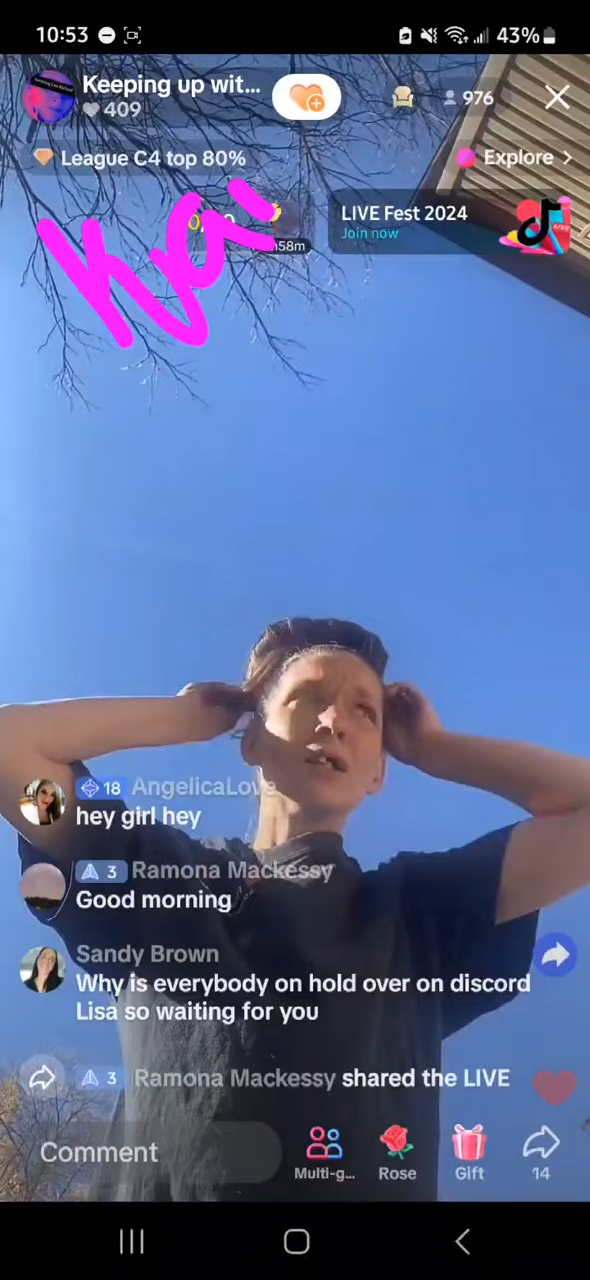 10:53
43%
Keeping up wit...
409
976
League C4 top 80%
Explore >
Kai
LIVE Fest 2024
Join now
58m
18 AngelicaLove
hey girl hey
3 Ramona Mackessy
Good morning
Sandy Brown
Why is everybody on hold over on discord
Lisa so waiting for you
3 Ramona Mackessy shared the LIVE
Comment
Multi-g...
Rose
Gift
14